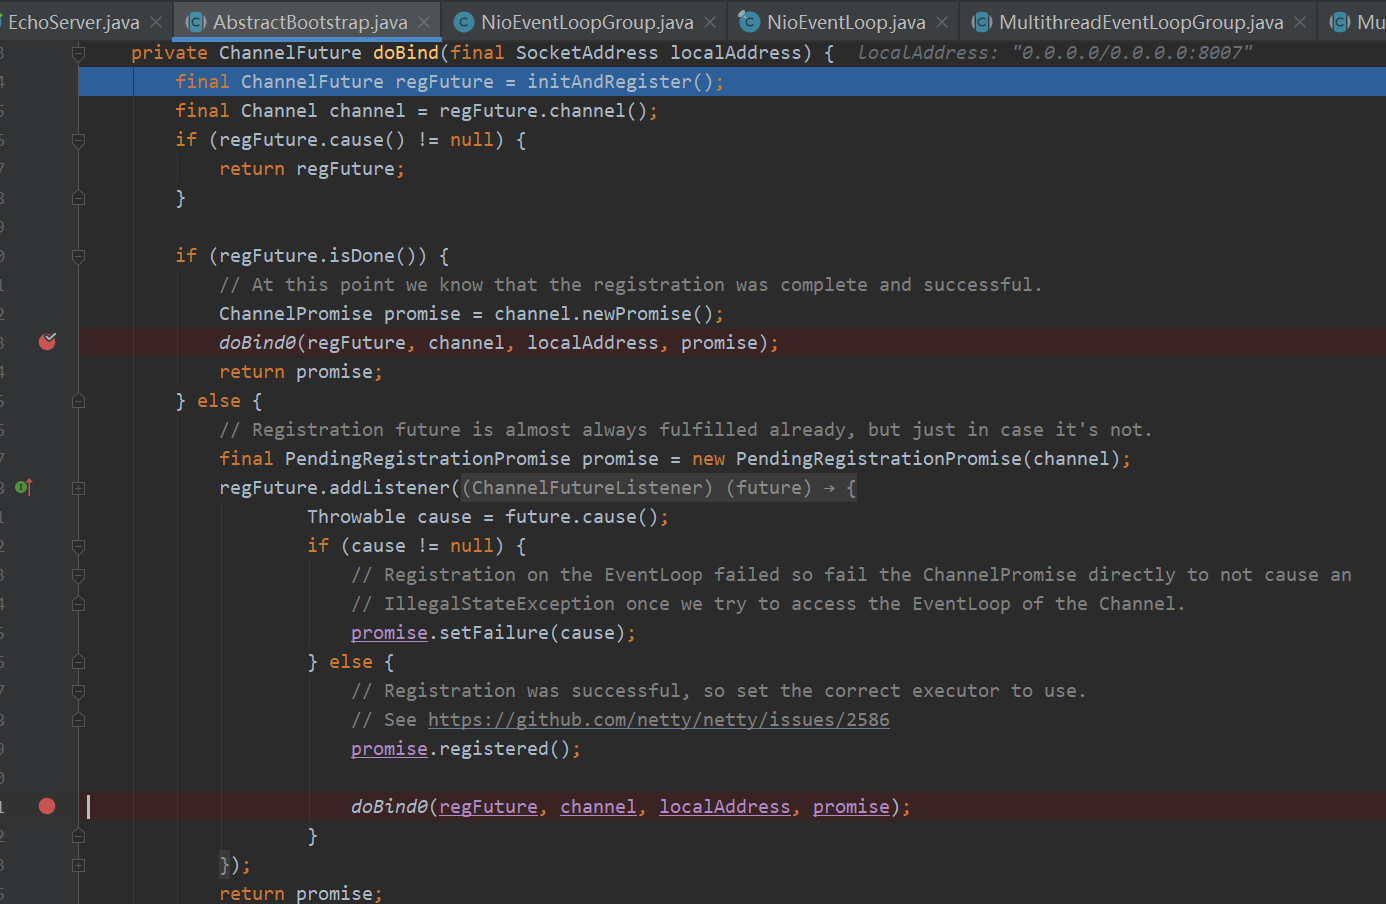 EchoServer.java × AbstractBootstrap.java × NioEventLoopGroup.java × NioEventLoop.java × MultithreadEventLoopGroup.java × Mu
private ChannelFuture doBind(final SocketAddress localAddress) { localAddress: "0.0.0.0/0.0.0.0:8007"
final ChannelFuture regFuture = initAndRegister();
final Channel channel = regFuture.channel();
if (regFuture.cause() != null) {
return regFuture;
}
if (regFuture.isDone()) {
// At this point we know that the registration was complete and successful.
ChannelPromise promise = channel.newPromise();
doBind0(regFuture, channel, localAddress, promise);
return promise;
} else {
// Registration future is almost always fulfilled already, but just in case it's not.
final PendingRegistrationPromise promise = new PendingRegistrationPromise(channel);
regFuture.addListener((ChannelFutureListener) (future) → {
Throwable cause = future.cause();
if (cause != null) {
// Registration on the EventLoop failed so fail the ChannelPromise directly to not cause an
// IllegalStateException once we try to access the EventLoop of the Channel.
promise.setFailure(cause);
} else {
// Registration was successful, so set the correct executor to use.
// See https://github.com/netty/netty/issues/2586
promise.registered();
doBind0(regFuture, channel, localAddress, promise);
}
});
return promise;